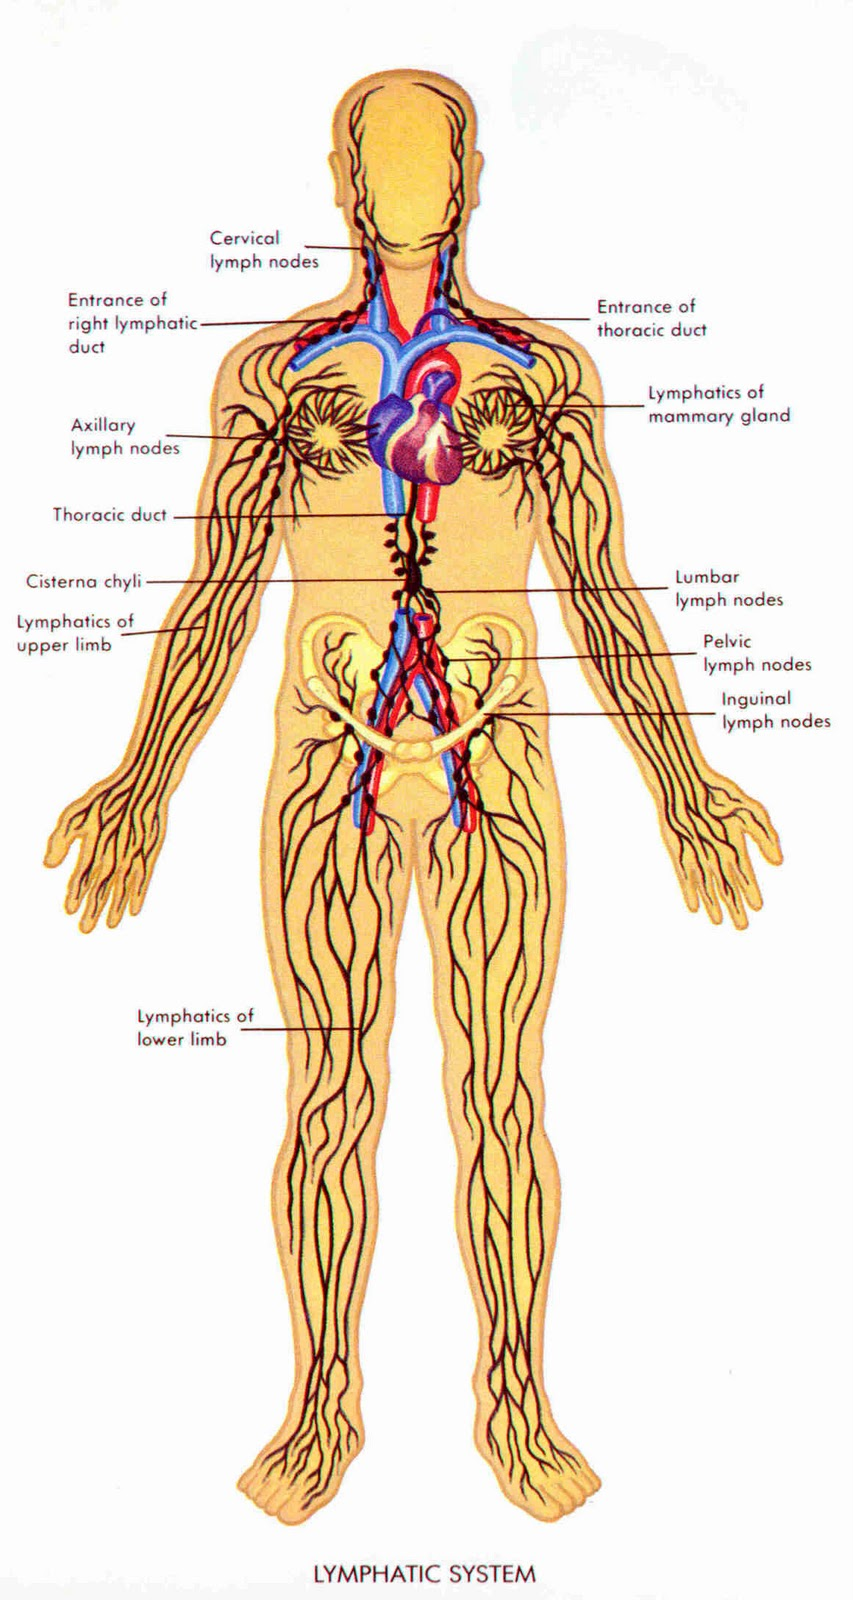 Cervical
lymph nodes
Entrance of
right lymphatic
duct
Entrance of
thoracic duct
Lymphatics of
mammary gland
Axillary
lymph nodes
Thoracic duct
Cisterna chyli
Lumbar
lymph nodes
Lymphatics of
upper limb
Pelvic
lymph nodes
Inguinal
lymph nodes
Lymphatics of
lower limb
LYMPHATIC SYSTEM